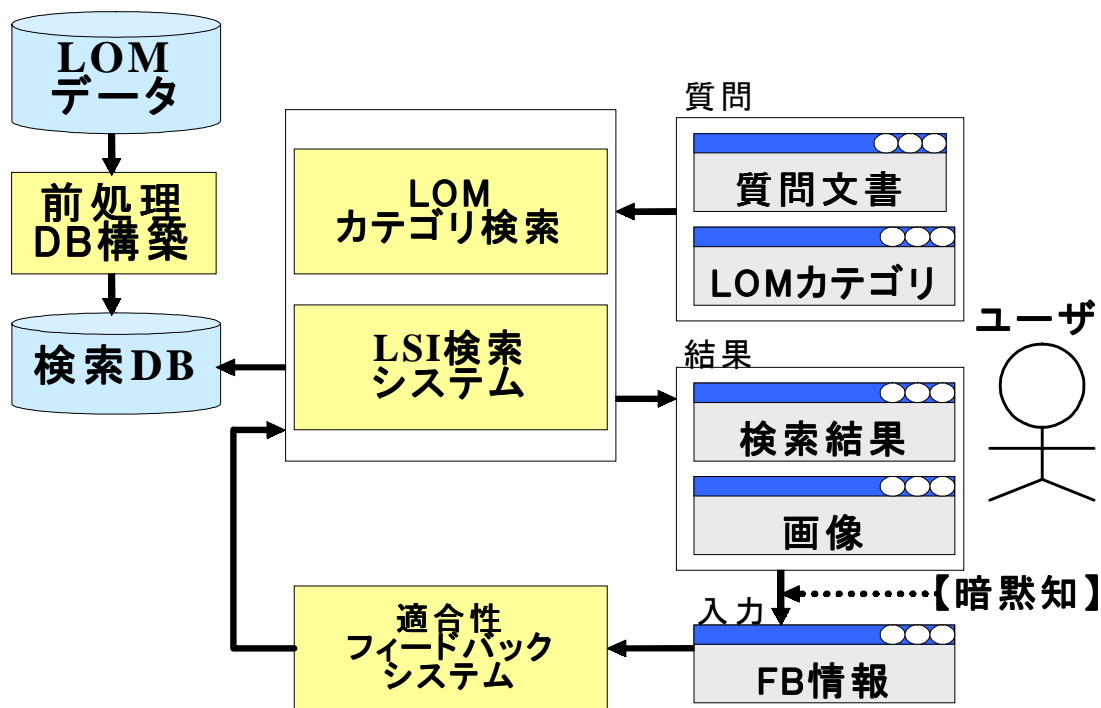 LOM
データ
前処理
DB構築
検索DB
LOM
カテゴリ検索
LSI検索
システム
適合性
フィードバック
システム
質問
質問文書
LOMカテゴリ
結果
検索結果
画像
入力
FB情報
ユーザ
【暗黙知】